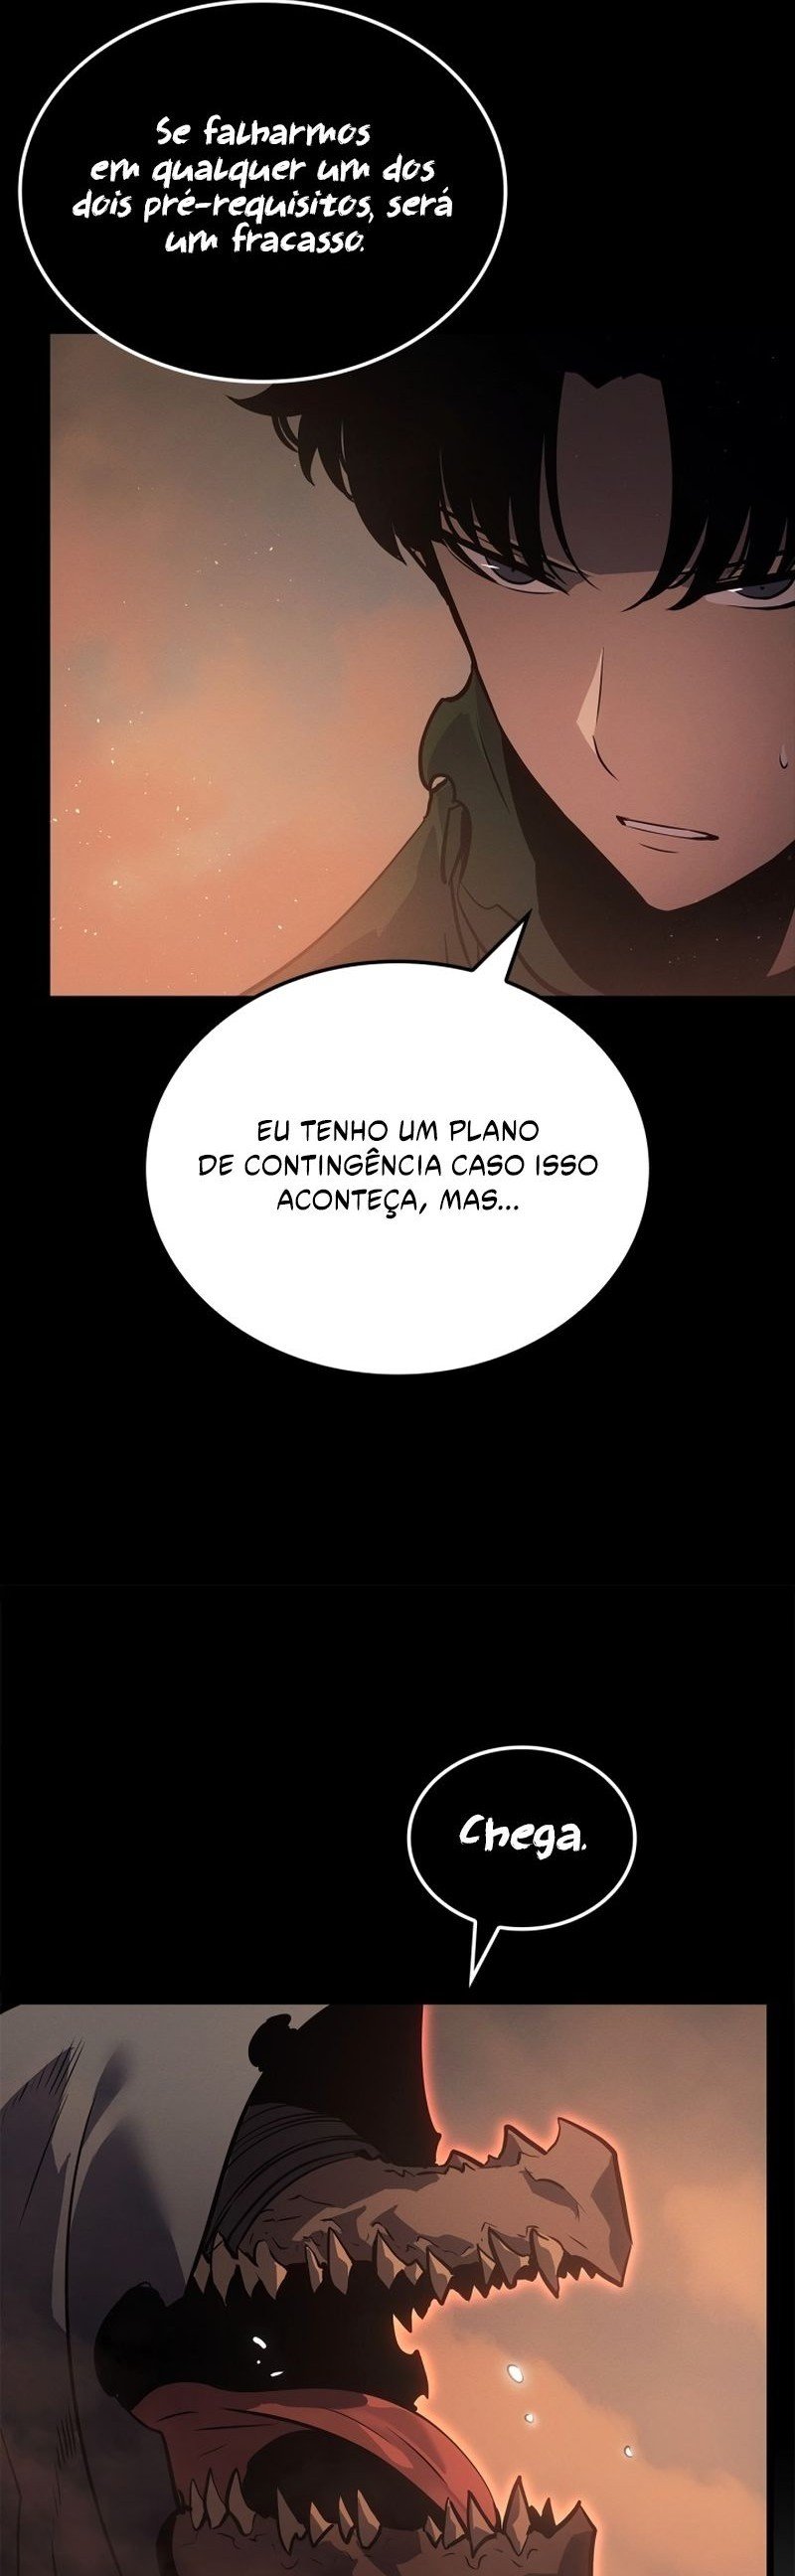 Se falharmos
em qualquer um dos
dois pré-requisitos, será
um fracasso.
EU TENHO UM PLANO
DE CONTINGÊNCIA CASO ISSO
ACONTEÇA, MAS...
Chega.